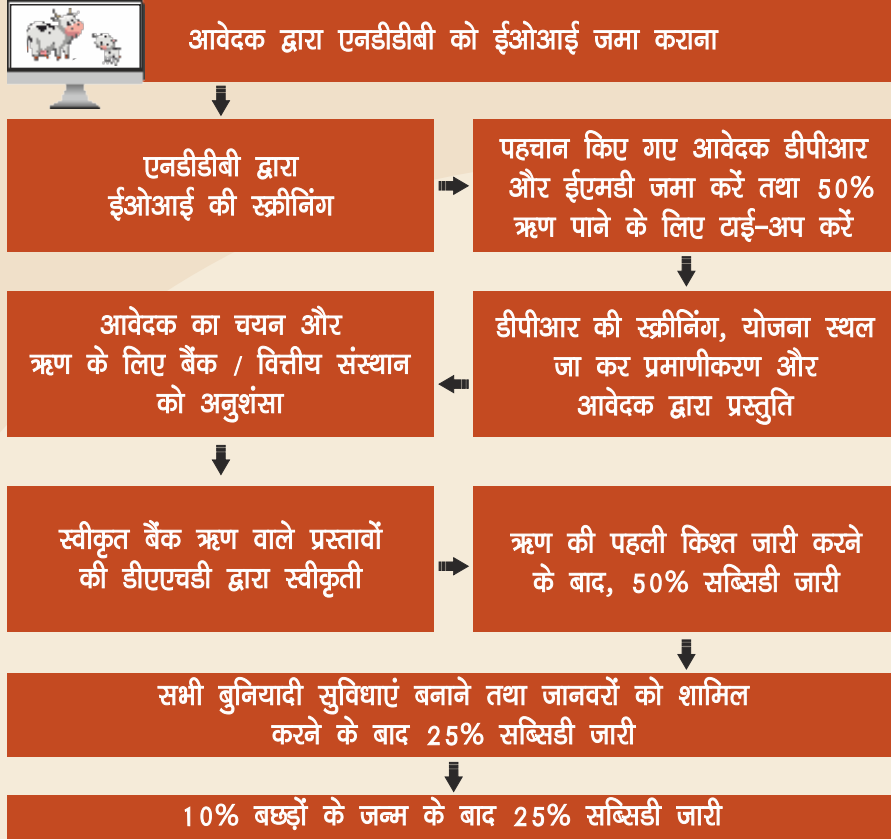 आवेदक द्वारा एनडीडीबी को ईओआई जमा कराना
एनडीडीबी द्वारा
ईओआई की स्क्रीनिंग
पहचान किए गए आवेदक डीपीआर
और ईएमडी जमा करें तथा 50%
ऋण पाने के लिए टाई-अप करें
डीपीआर की स्क्रीनिंग, योजना स्थल
जा कर प्रमाणीकरण और
आवेदक द्वारा प्रस्तुति
आवेदक का चयन और
ऋण के लिए बैंक / वित्तीय संस्थान
को अनुशंसा
स्वीकृत बैंक ऋण वाले प्रस्तावों
की डीएएचडी द्वारा स्वीकृती
ऋण की पहली किश्त जारी करने
के बाद, 50% सब्सिडी जारी
सभी बुनियादी सुविधाएं बनाने तथा जानवरों को शामिल
करने के बाद 25% सब्सिडी जारी
10% बछड़ों के जन्म के बाद 25% सब्सिडी जारी